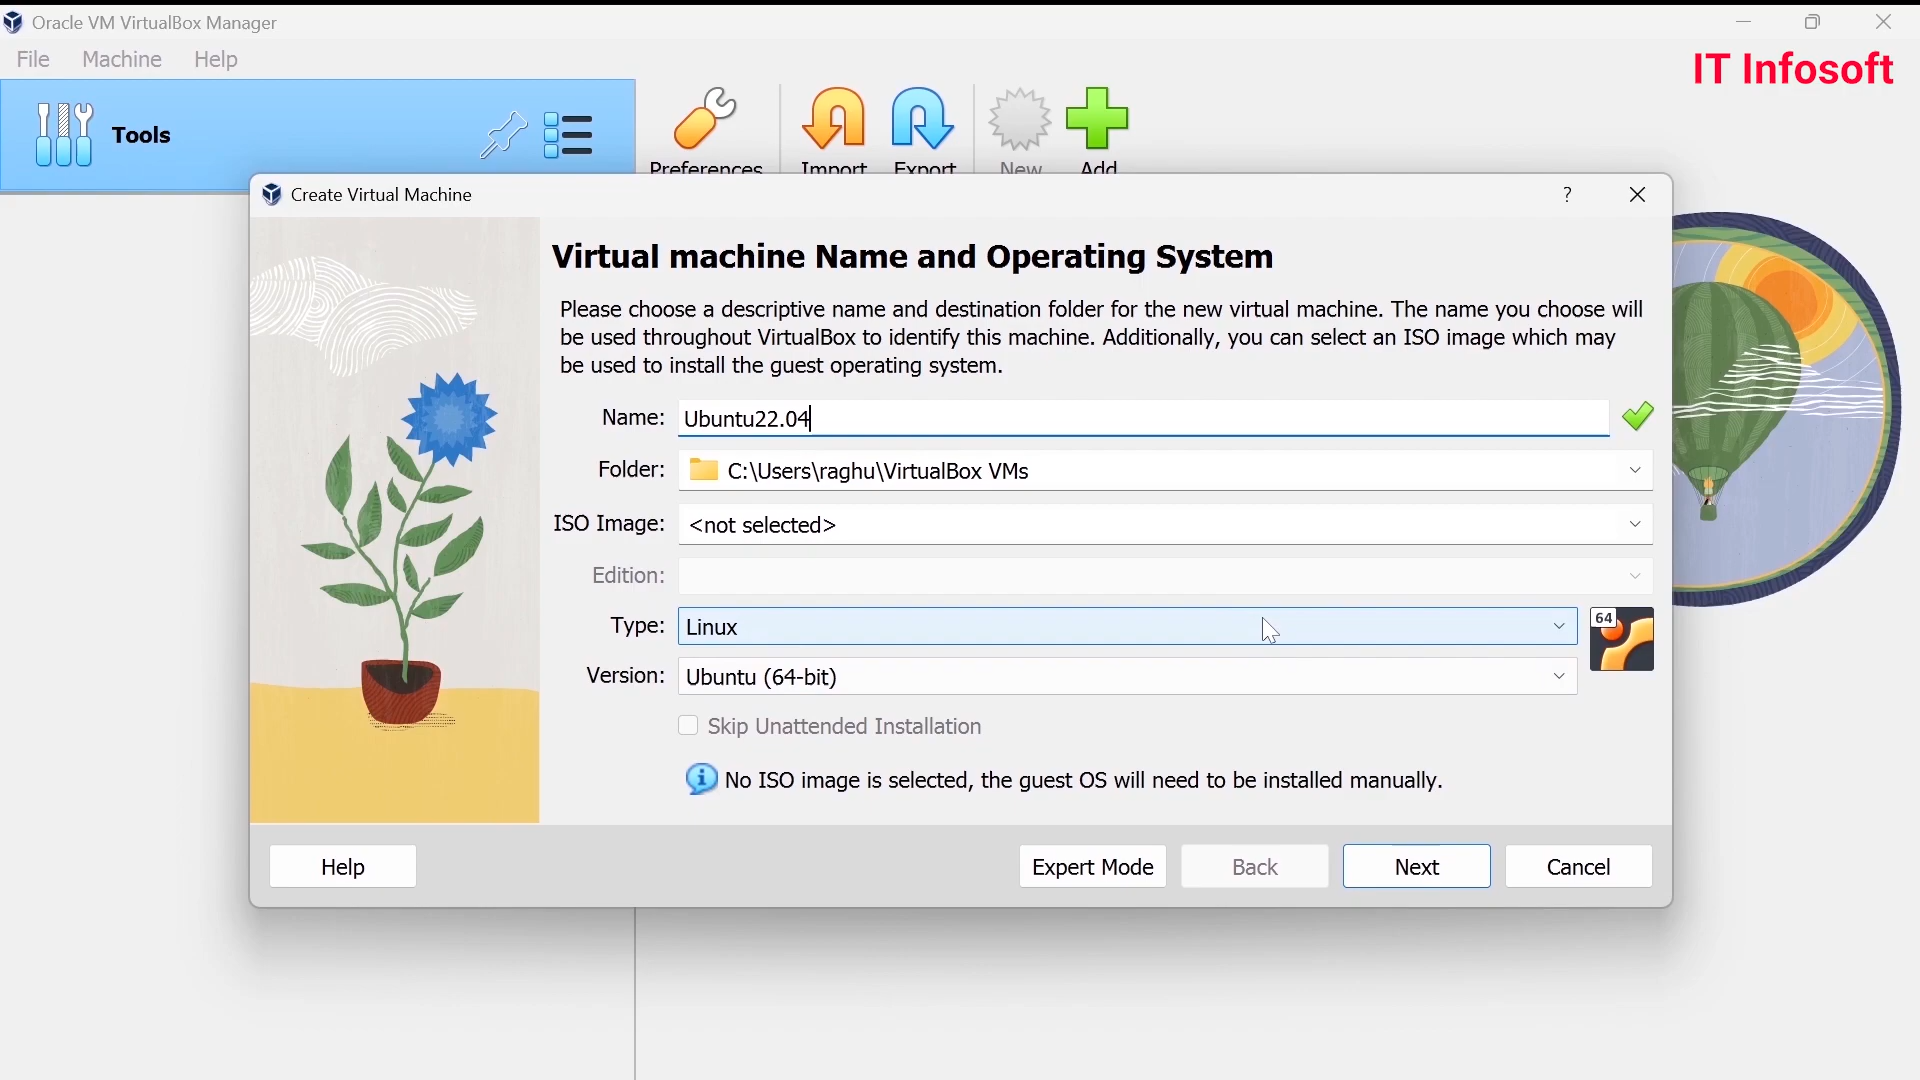 Oracle VM VirtualBox Manager
File Machine Help
IT Infosoft
Tools
Preferences Import Export New Add
Create Virtual Machine ?
Virtual machine Name and Operating System
Please choose a descriptive name and destination folder for the new virtual machine. The name you choose will
be used throughout VirtualBox to identify this machine. Additionally, you can select an ISO image which may
be used to install the guest operating system.
Name: Ubuntu22.04
Folder: C:\Users\raghu\VirtualBox VMs
ISO Image: <not selected>
Edition:
Type: Linux
64
Version: Ubuntu (64-bit)
Skip Unattended Installation
No ISO image is selected, the guest OS will need to be installed manually.
Help Expert Mode Back Next Cancel